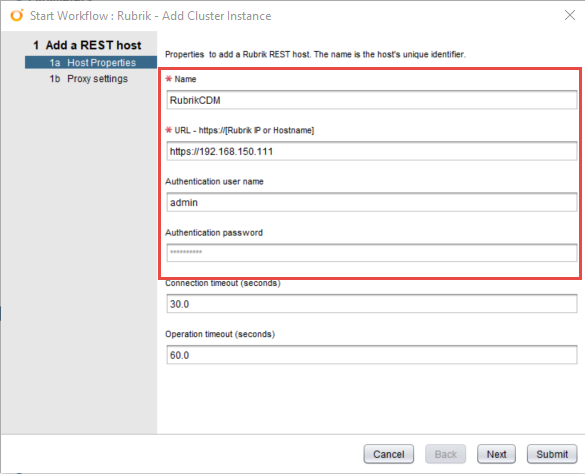 Start Workflow : Rubrik - Add Cluster Instance
1 Add a REST host
1a Host Properties
1b Proxy settings
Properties to add a Rubrik REST host. The name is the host's unique identifier.
* Name
RubrikCDM
* URL - https://[Rubrik IP or Hostname]
https://192.168.150.111
Authentication user name
admin
Authentication password
**********
Connection timeout (seconds)
30.0
Operation timeout (seconds)
60.0
Cancel Back Next Submit